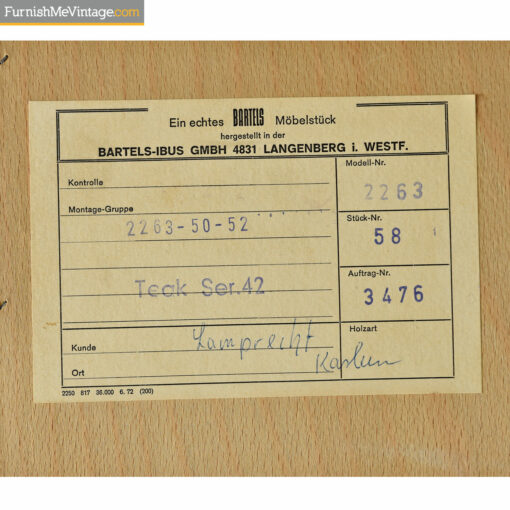 FurnishMeVintage.com
Ein echtes BARTELS Möbelstück
hergestellt in der
BARTELS-IBUS GMBH 4831 LANGENBERG i. WESTF.
Kontrolle
Modell-Nr.
2263
Montage-Gruppe
2263-50-52
Stück-Nr.
58
Teak Ser.42
Auftrag-Nr.
3476
Kunde
Lamprecht
Holzart
Ort
2250 817 36.000 6.72 (200)